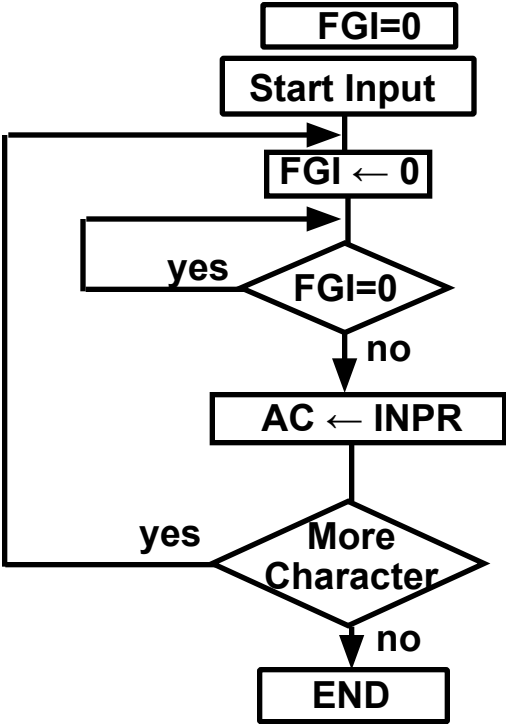 FGI=0
Start Input
FGI ← 0
yes
FGI=0
no
AC ← INPR
yes
More
Character
no
END